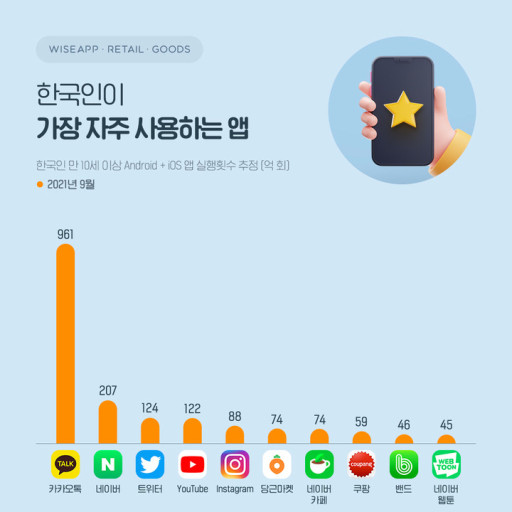 WISEAPP · RETAIL · GOODS
한국인이
가장 자주 사용하는 앱
한국인 만 10세 이상 Android + iOS 앱 실행횟수 추정 (억 회)
2021년 9월
961
207
124
122
88
74
74
59
46
45
TALK
N
coupang
b
WEB
TOON
카카오톡
네이버
트위터
YouTube
Instagram
당근마켓
네이버
카페
쿠팡
밴드
네이버
웹툰